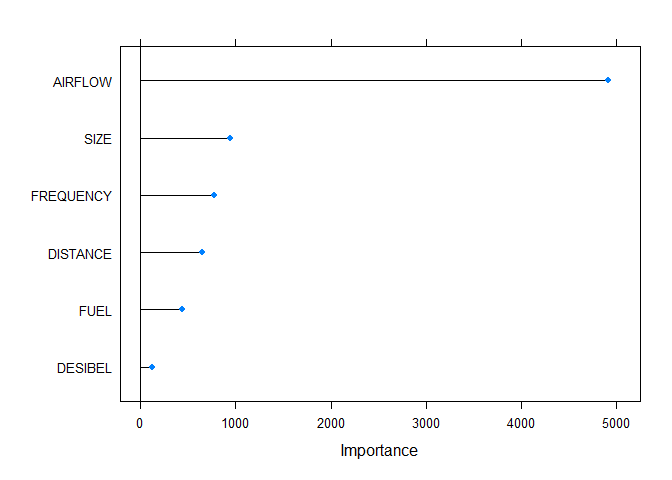 AIRFLOW
SIZE
FREQUENCY
DISTANCE
FUEL
DESIBEL
0 1000 2000 3000 4000 5000
Importance